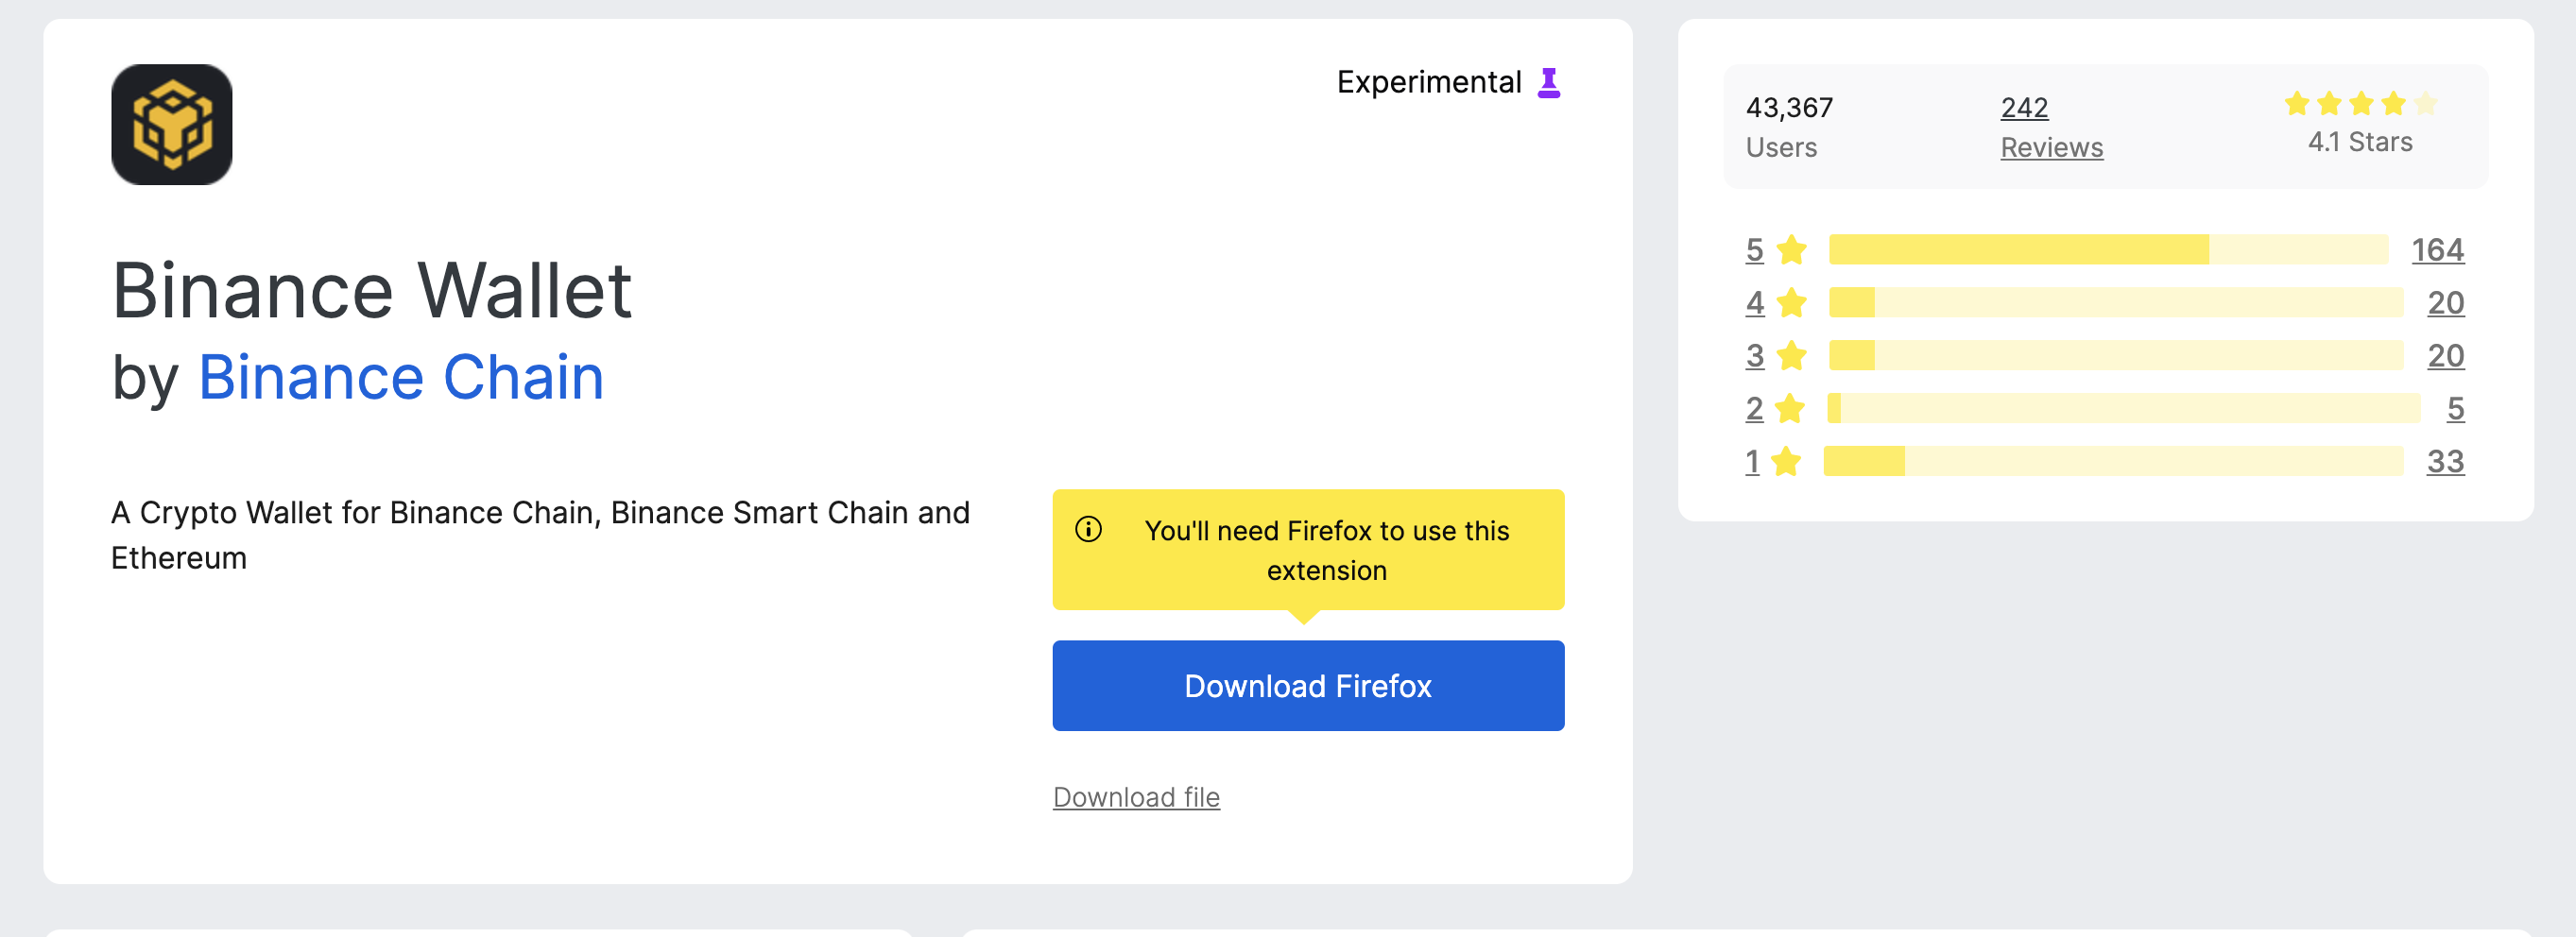 Experimental
Binance Wallet
by Binance Chain
A Crypto Wallet for Binance Chain, Binance Smart Chain and
Ethereum
You'll need Firefox to use this
extension
Download Firefox
Download file
43,367
Users
242
Reviews
4.1 Stars
5 164
4 20
3 20
2 5
1 33